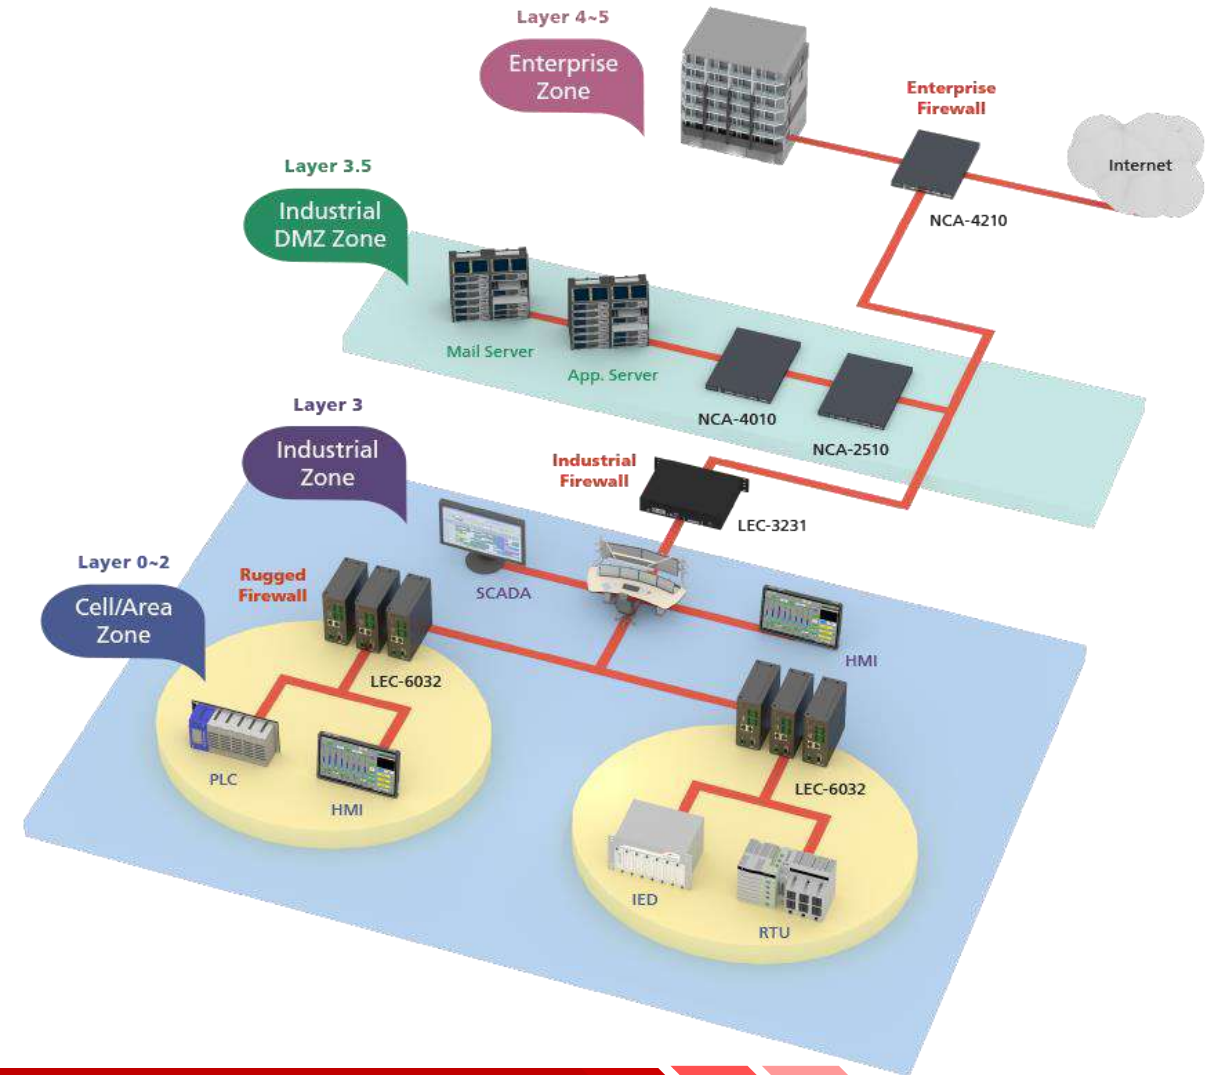 Layer 4~5
Enterprise
Zone
Enterprise
Firewall
Internet
NCA-4210
Layer 3.5
Industrial
DMZ Zone
Mail Server
App. Server
NCA-4010
NCA-2510
Layer 3
Industrial
Zone
Industrial
Firewall
LEC-3231
SCADA
HMI
Layer 0~2
Cell/Area
Zone
Rugged
Firewall
LEC-6032
PLC
HMI
LEC-6032
IED
RTU